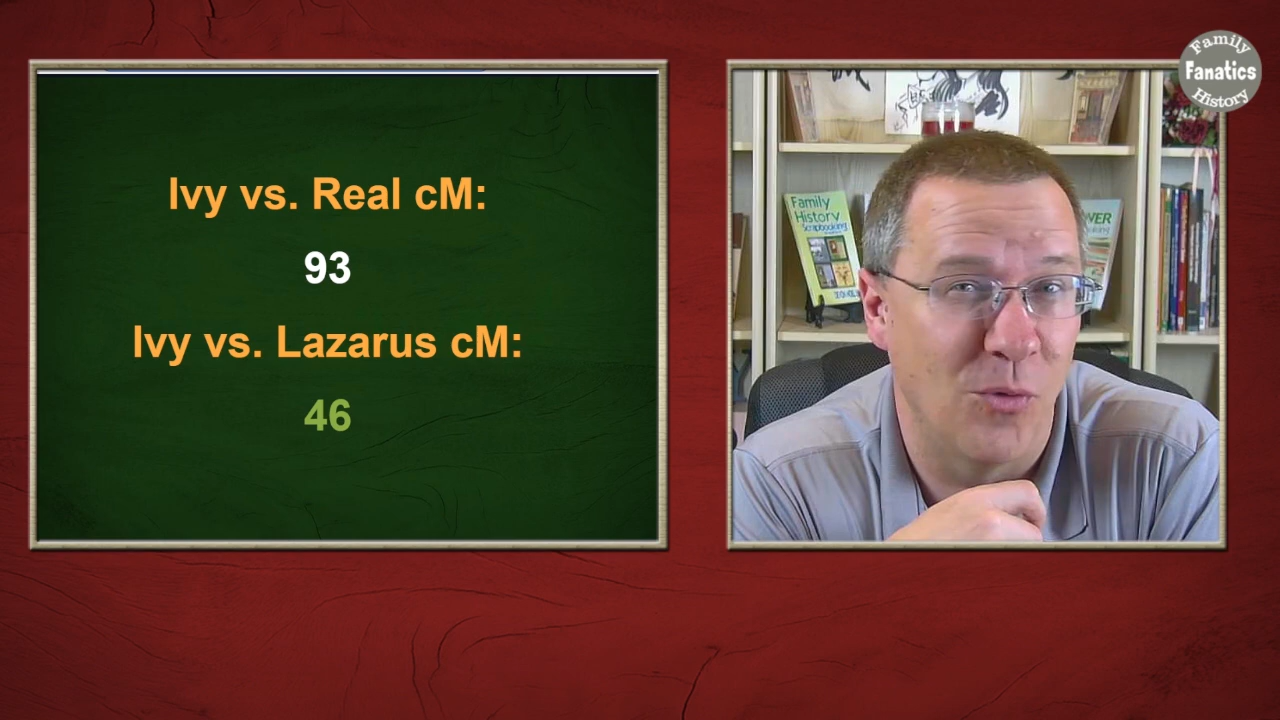 Ivy vs. Real cM:
93
Ivy vs. Lazarus cM:
46
Family
Fanatics
History
Family
History
Scrapbooking